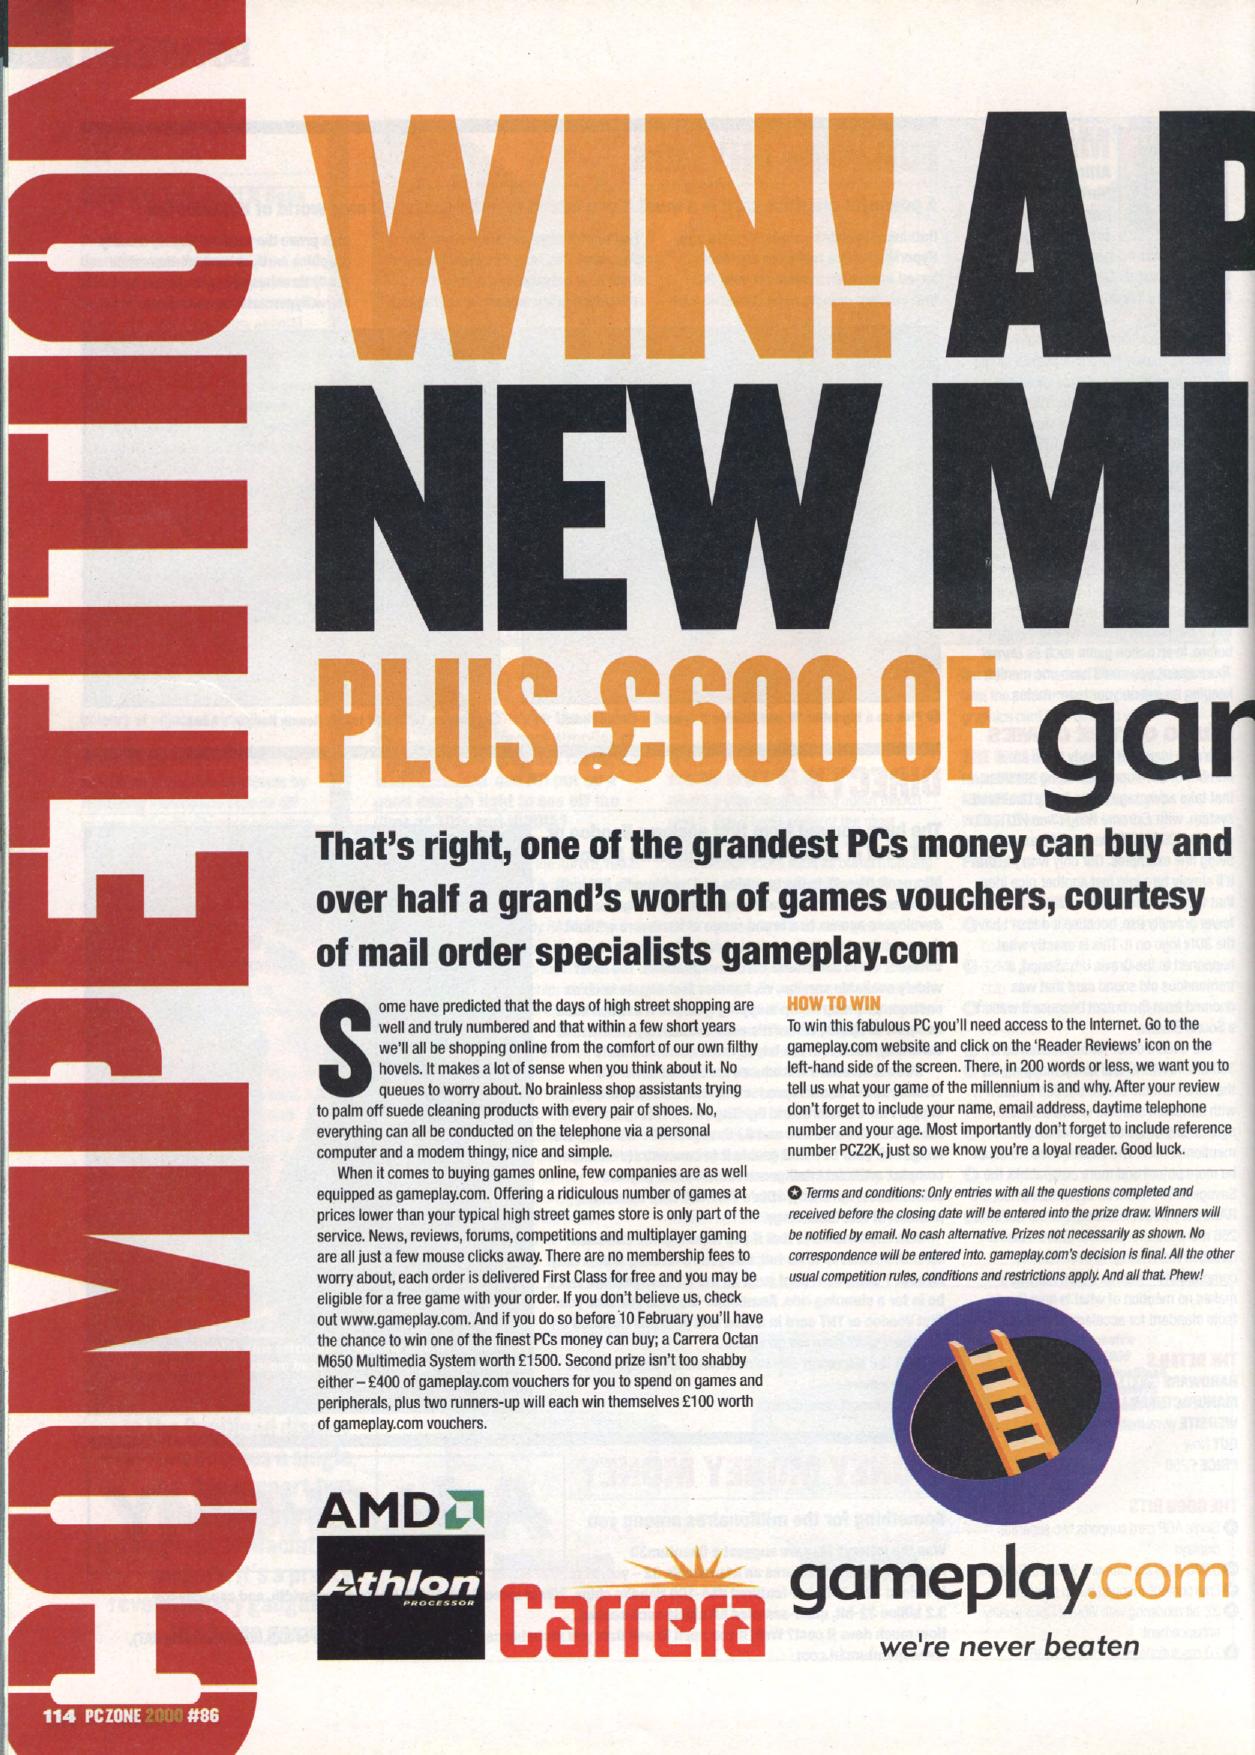 COMPETITION
WIN! A P
NEW MI
PLUS £600 OF gar
That's right, one of the grandest PCs money can buy and
over half a grand's worth of games vouchers, courtesy
of mail order specialists gameplay.com
Some have predicted that the days of high street shopping are
well and truly numbered and that within a few short years
we'll all be shopping online from the comfort of our own filthy
hovels. It makes a lot of sense when you think about it. No
queues to worry about. No brainless shop assistants trying
to palm off suede cleaning products with every pair of shoes. No,
everything can all be conducted on the telephone via a personal
computer and a modem thingy, nice and simple.
When it comes to buying games online, few companies are as well
equipped as gameplay.com. Offering a ridiculous number of games at
prices lower than your typical high street games store is only part of the
service. News, reviews, forums, competitions and multiplayer gaming
are all just a few mouse clicks away. There are no membership fees to
worry about, each order is delivered First Class for free and you may be
eligible for a free game with your order. If you don't believe us, check
out www.gameplay.com. And if you do so before 10 February you'll have
the chance to win one of the finest PCs money can buy; a Carrera Octan
M650 Multimedia System worth £1500. Second prize isn't too shabby
either – £400 of gameplay.com vouchers for you to spend on games and
peripherals, plus two runners-up will each win themselves £100 worth
of gameplay.com vouchers.
HOW TO WIN
To win this fabulous PC you'll need access to the Internet. Go to the
gameplay.com website and click on the 'Reader Reviews' icon on the
left-hand side of the screen. There, in 200 words or less, we want you to
tell us what your game of the millennium is and why. After your review
don't forget to include your name, email address, daytime telephone
number and your age. Most importantly don't forget to include reference
number PCZ2K, just so we know you're a loyal reader. Good luck.
✪ Terms and conditions: Only entries with all the questions completed and
received before the closing date will be entered into the prize draw. Winners will
be notified by email. No cash alternative. Prizes not necessarily as shown. No
correspondence will be entered into. gameplay.com's decision is final. All the other
usual competition rules, conditions and restrictions apply. And all that. Phew!
AMD
Athlon™
PROCESSOR
Carrera
gameplay.com
we're never beaten
114 PCZONE 2000 #86